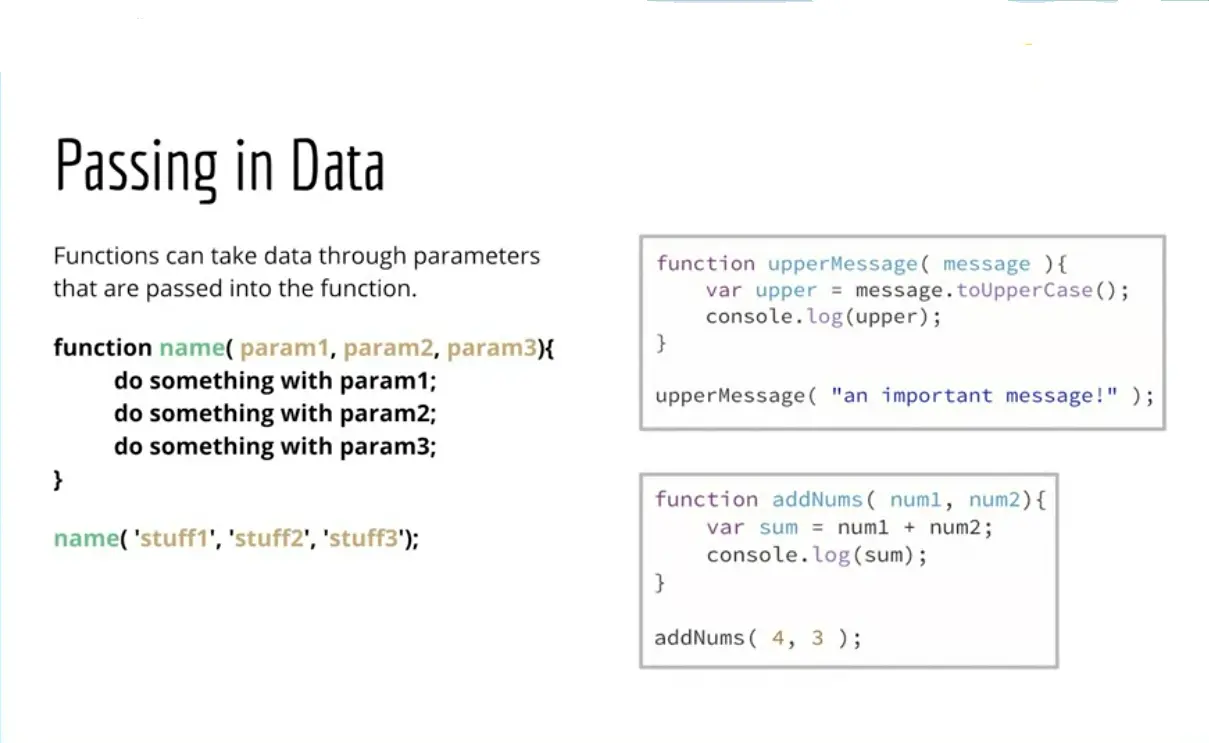 Passing in Data
Functions can take data through parameters
that are passed into the function.
function name( param1, param2, param3){
do something with param1;
do something with param2;
do something with param3;
}
name( 'stuff1', 'stuff2', 'stuff3');
function upperMessage( message ){
var upper = message.toUpperCase();
console.log(upper);
}
upperMessage( "an important message!" );
function addNums( num1, num2){
var sum = num1 + num2;
console.log(sum);
}
addNums( 4, 3 );